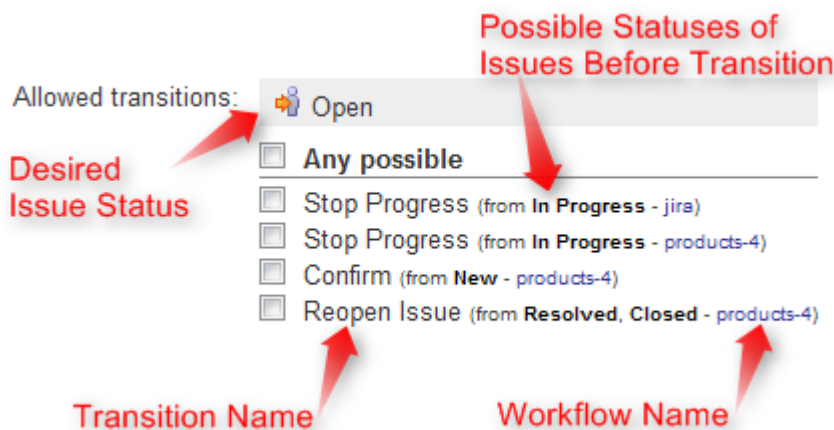 Possible Statuses of
Issues Before Transition
Allowed transitions:
Open
Desired
Issue Status
Any possible
Stop Progress (from In Progress - jira)
Stop Progress (from In Progress - products-4)
Confirm (from New - products-4)
Reopen Issue (from Resolved, Closed - products-4)
Transition Name
Workflow Name